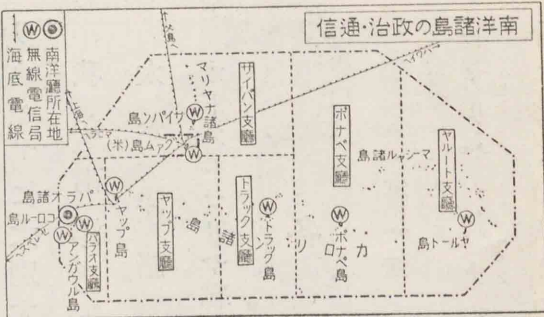 南洋諸島の政治・通信
南洋廳所在地
無線電信局
海底電線
マリヤナ諸島
サイパン島
グァム島(米)
サイパン支廳
ポナペ支廳
ヤルート支廳
マーシャル諸島
トラック支廳
トラック島
ヤップ支廳
ヤップ島
パラオ諸島
コロール島
パラオ支廳
アンガウル島
カロリン諸島
ポナペ島
ヤールト島
W